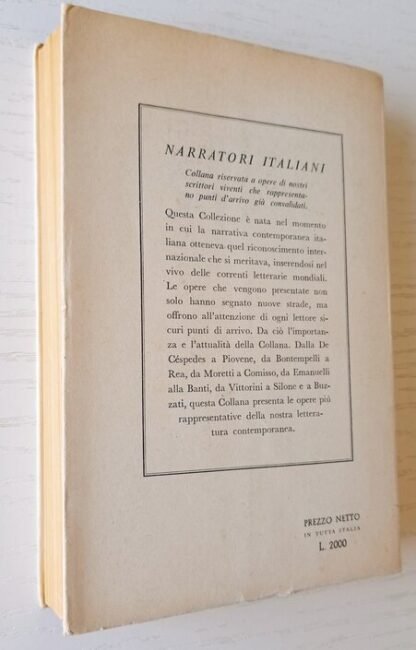 NARRATORI ITALIANI
Collana riservata a opere di nostri
scrittori viventi che rappresenta-
no punti d'arrivo già convalidati.
Questa Collezione è nata nel momento
in cui la narrativa contemporanea ita-
liana otteneva quel riconoscimento inter-
nazionale che si meritava, inserendosi nel
vivo delle correnti letterarie mondiali.
Le opere che vengono presentate non
solo hanno segnato nuove strade, ma
offrono all'attenzione di ogni lettore si-
curi punti di arrivo. Da ciò l'importan-
za e l'attualità della Collana. Dalla De
Céspedes a Piovene, da Bontempelli a
Rea, da Moretti a Comisso, da Emanuelli
alla Banti, da Vittorini a Silone e a Buz-
zati, questa Collana presenta le opere più
rappresentative della nostra lettera-
tura contemporanea.
PREZZO NETTO
IN TUTTA ITALIA
L. 2000